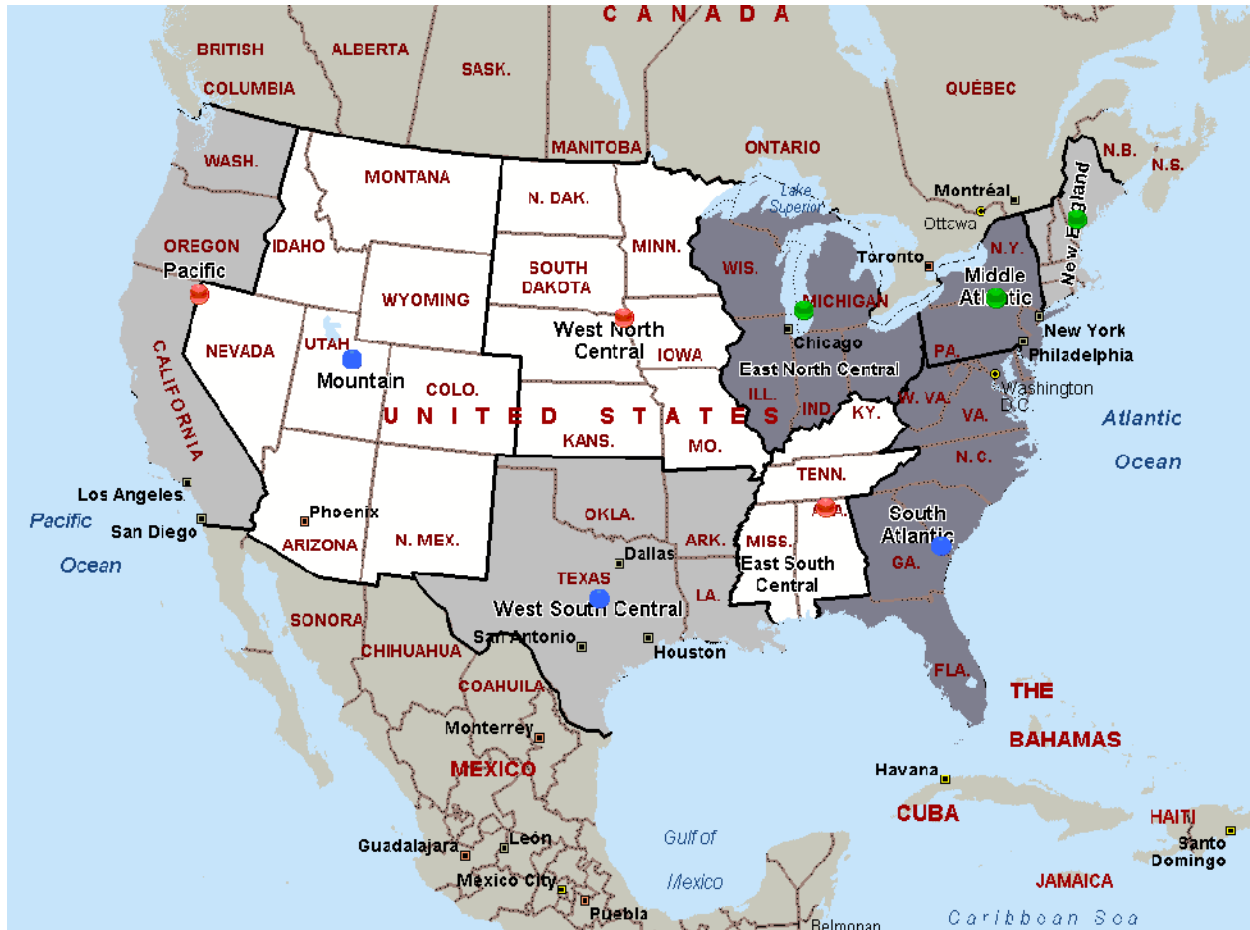 CANADA
BRITISH
COLUMBIA
ALBERTA
SASK.
MANITOBA
ONTARIO
QUÉBEC
N.B.
N.S.
WASH.
MONTANA
N. DAK.
MINN.
Lake
Superior
Montréal
Ottawa
New England
OREGON
Pacific
IDAHO
SOUTH
DAKOTA
WIS.
MICHIGAN
Toronto
N.Y.
Middle
Atlantic
WYOMING
West North
Central
IOWA
Chicago
New York
Philadelphia
PA.
NEVADA
UTAH
Mountain
COLO.
East North Central
Washington
D.C.
CALIFORNIA
UNITED STATES
KANS.
MO.
ILL.
IND.
KY.
W. VA.
VA.
Atlantic
Ocean
Los Angeles
San Diego
Pacific
Ocean
Phoenix
ARIZONA
N. MEX.
OKLA.
ARK.
TENN.
N. C.
South
Atlantic
GA.
MISS.
East South
Central
Dallas
TEXAS
West South Central
LA.
San Antonio
Houston
SONORA
CHIHUAHUA
COAHUILA
FLA.
THE
BAHAMAS
Monterrey
MEXICO
Havana
CUBA
HAITI
Santo
Domingo
Guadalajara
León
Gulf of
Mexico
Mexico City
Puebla
JAMAICA
Caribbean Sea
Belmopan